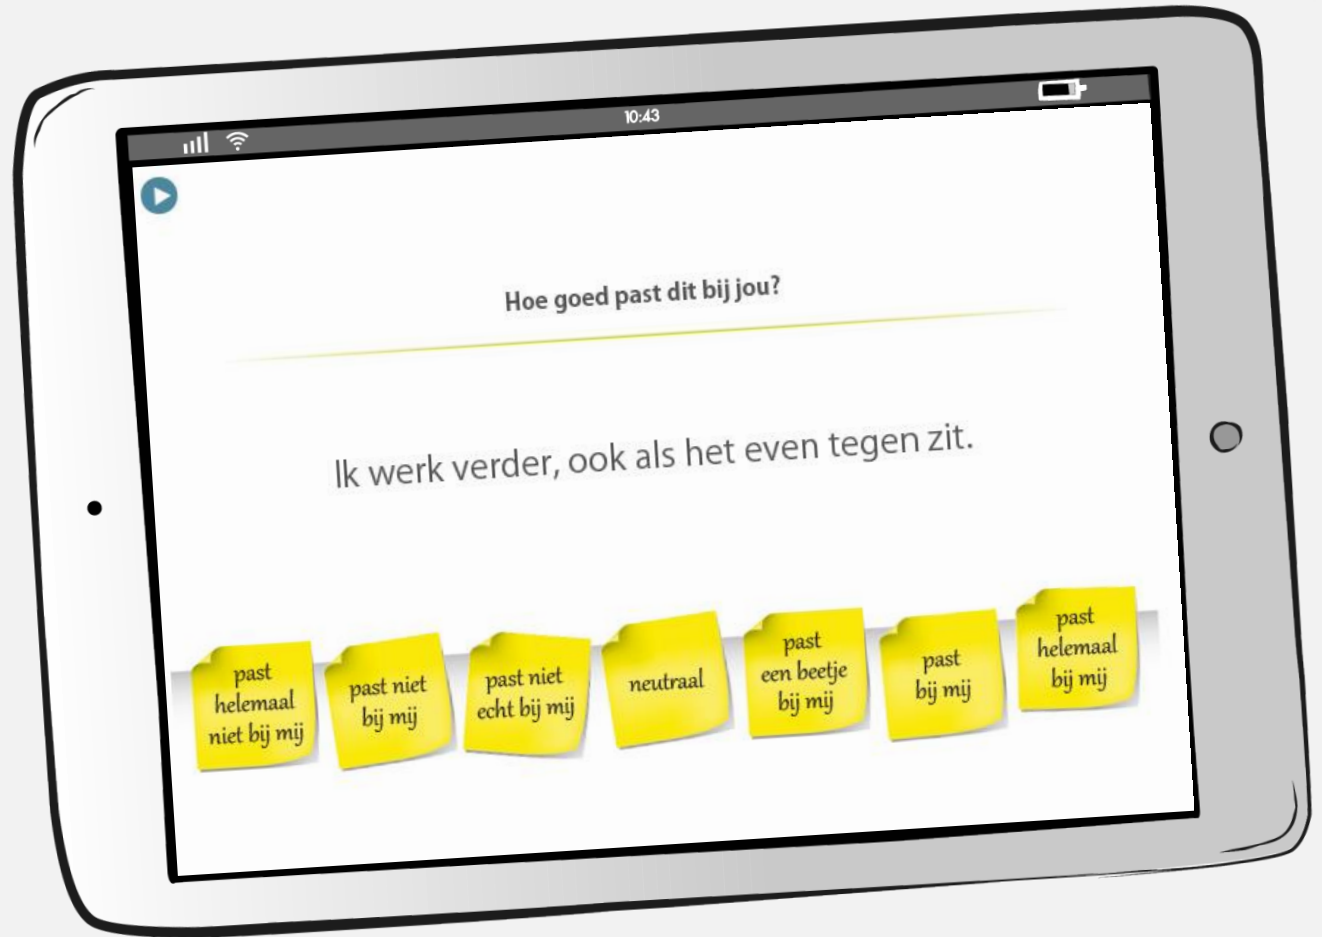 10:43
Hoe goed past dit bij jou?
Ik werk verder, ook als het even tegen zit.
past
helemaal
niet bij mij
past niet
bij mij
past niet
echt bij mij
neutraal
past
een beetje
bij mij
past
bij mij
past
helemaal
bij mij